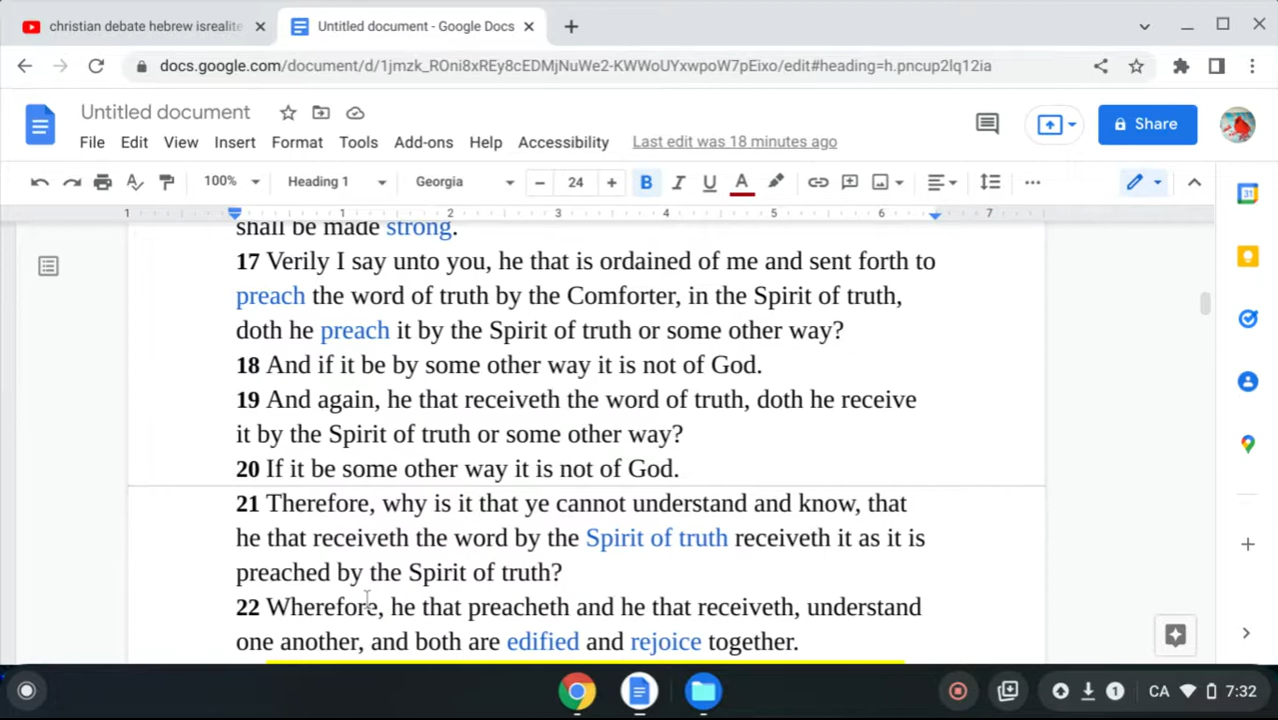 christian debate hebrew isrealite
Untitled document - Google Docs
docs.google.com/document/d/1jmzk_ROni8xREy8cEDMjNuWe2-KWWoUYxwpoW7pEixo/edit#heading=h.pncup2lq12ia
Untitled document
Share
File Edit View Insert Format Tools Add-ons Help Accessibility Last edit was 18 minutes ago
100% Heading 1 Georgia 24 B I U A
1 1 2 3 4 5 6 7
shall be made strong.
17 Verily I say unto you, he that is ordained of me and sent forth to
preach the word of truth by the Comforter, in the Spirit of truth,
doth he preach it by the Spirit of truth or some other way?
18 And if it be by some other way it is not of God.
19 And again, he that receiveth the word of truth, doth he receive
it by the Spirit of truth or some other way?
20 If it be some other way it is not of God.
21 Therefore, why is it that ye cannot understand and know, that
he that receiveth the word by the Spirit of truth receiveth it as it is
preached by the Spirit of truth?
22 Wherefore, he that preacheth and he that receiveth, understand
one another, and both are edified and rejoice together.
1 CA 7:32